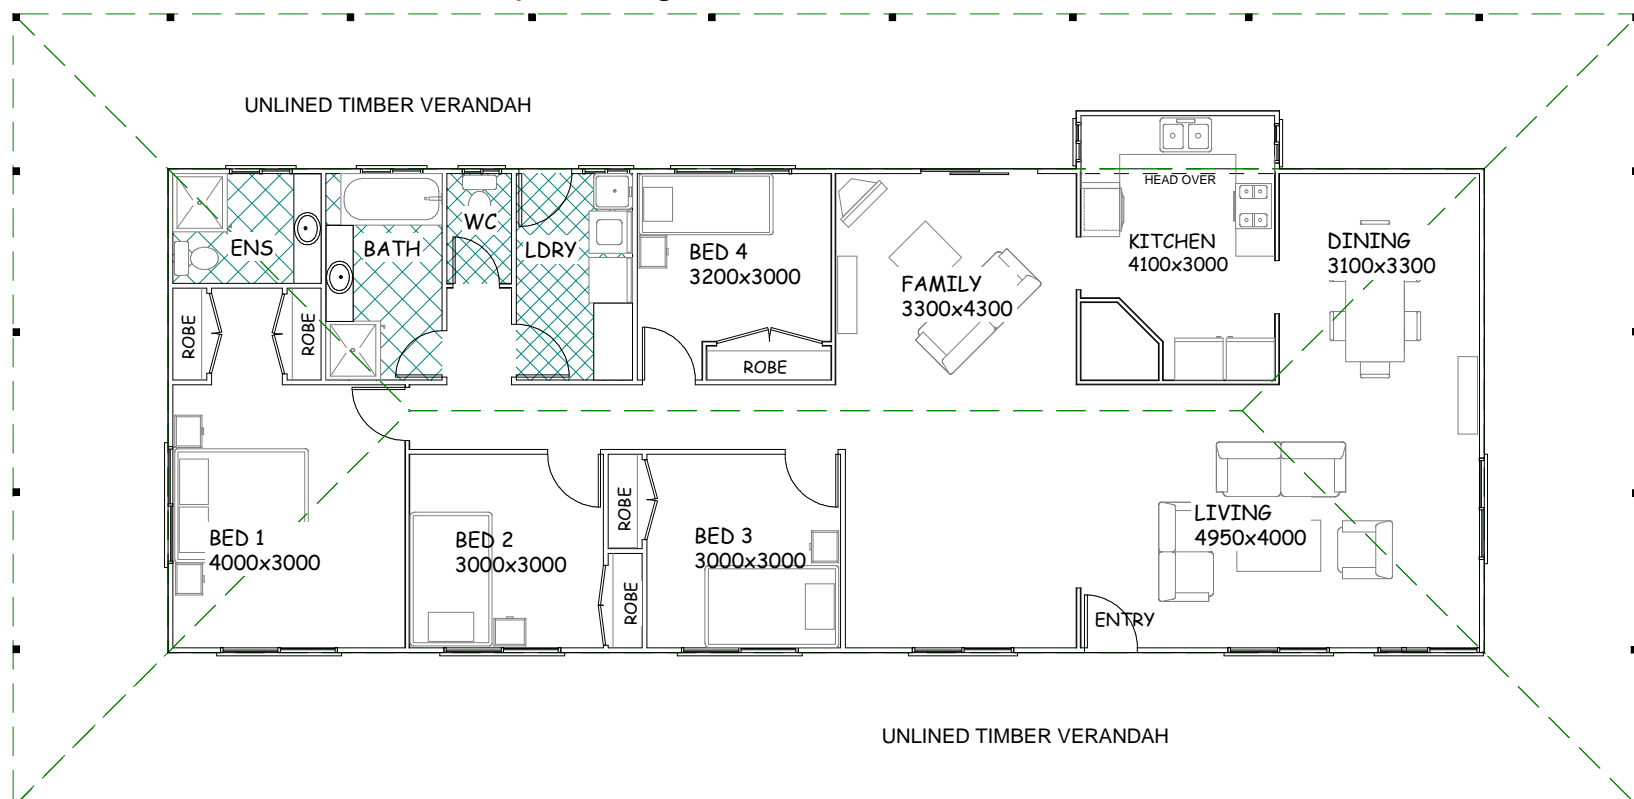 UNLINED TIMBER VERANDAH
HEAD OVER
WC
ENS
BATH
LDRY
BED 4
3200x3000
KITCHEN
4100x3000
DINING
3100x3300
FAMILY
3300x4300
ROBE
ROBE
ROBE
BED 1
4000x3000
BED 2
3000x3000
ROBE
ROBE
BED 3
3000x3000
LIVING
4950x4000
ENTRY
UNLINED TIMBER VERANDAH